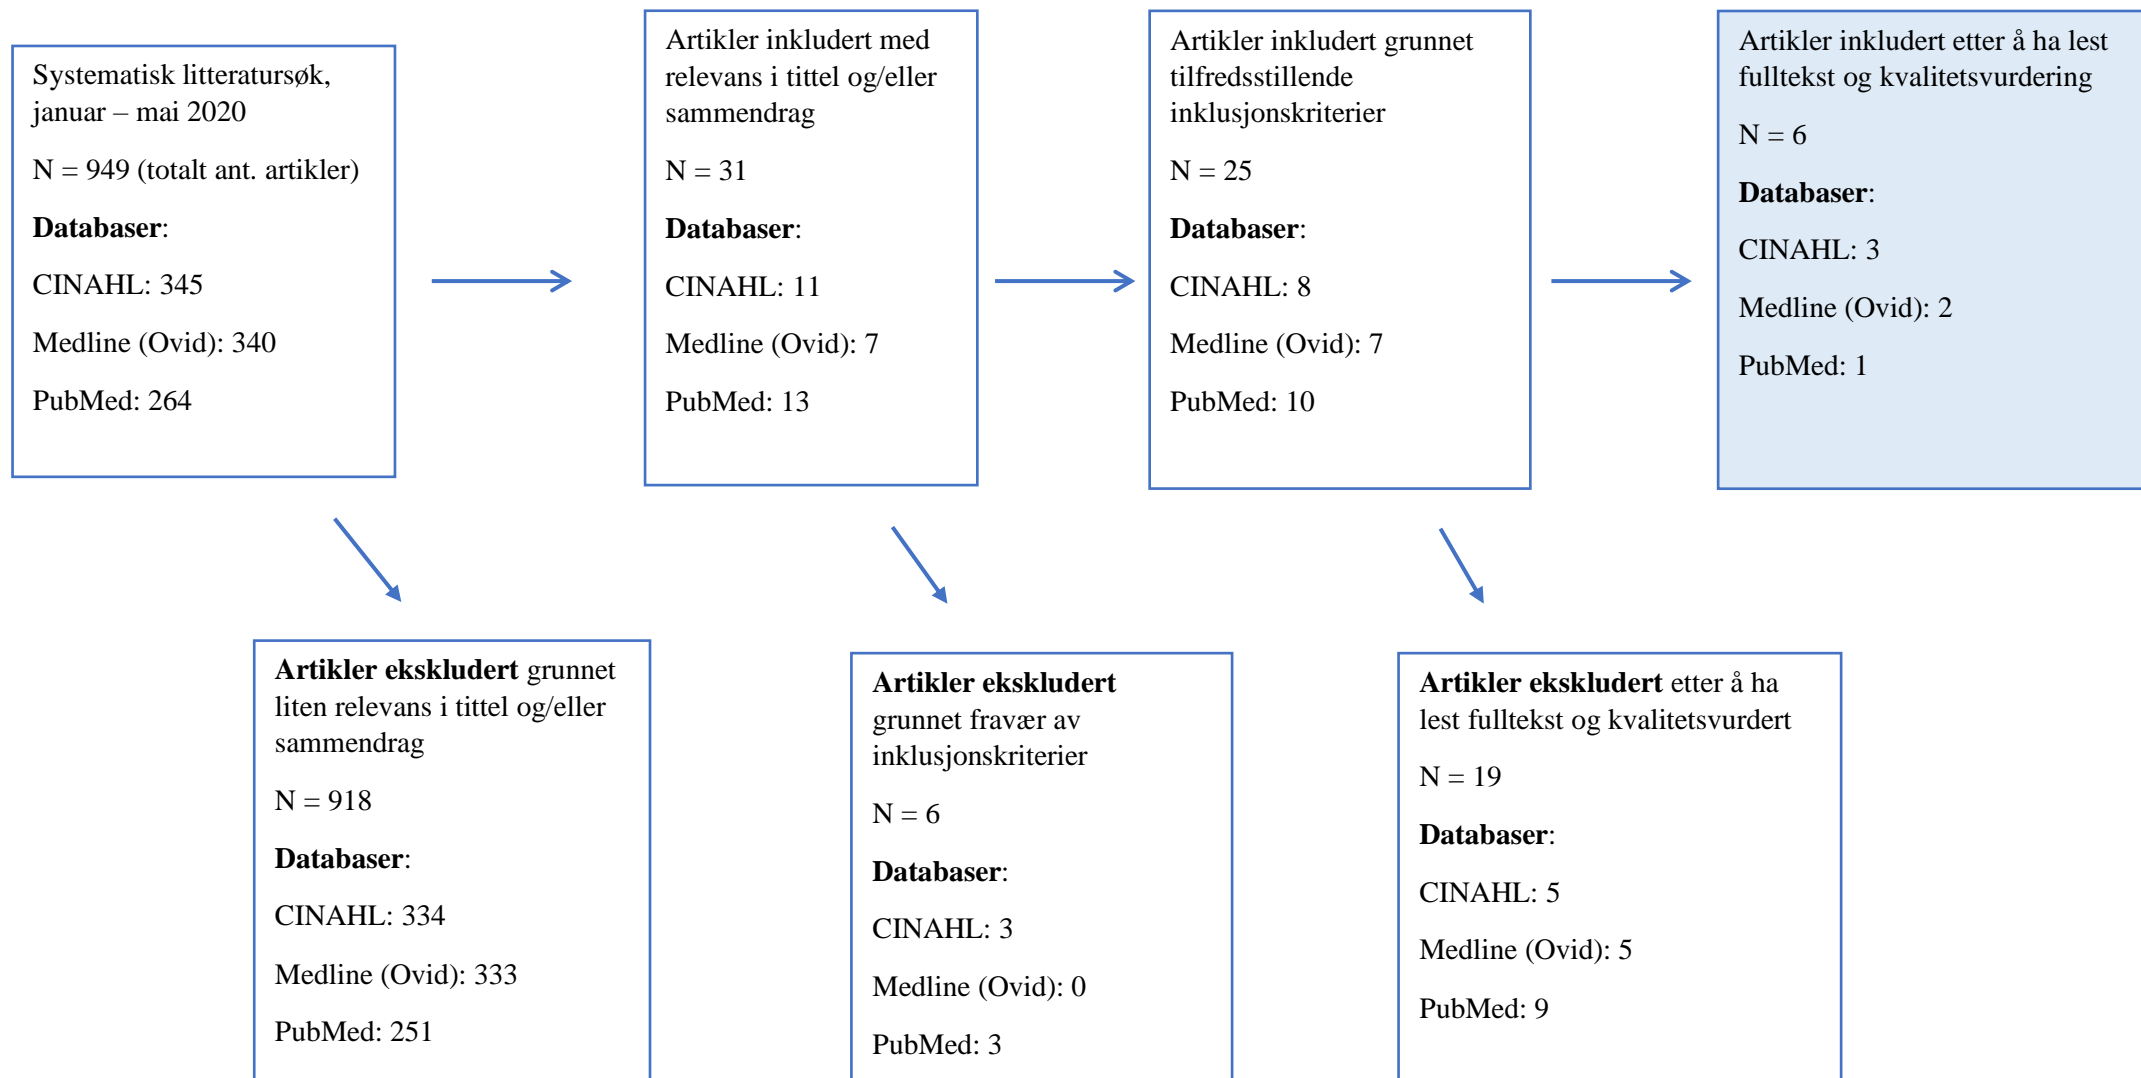 Systematisk litteratursøk,
januar – mai 2020
N = 949 (totalt ant. artikler)
Databaser:
CINAHL: 345
Medline (Ovid): 340
PubMed: 264
Artikler inkludert med
relevans i tittel og/eller
sammendrag
N = 31
Databaser:
CINAHL: 11
Medline (Ovid): 7
PubMed: 13
Artikler inkludert grunnet
tilfredsstillende
inklusjonskriterier
N = 25
Databaser:
CINAHL: 8
Medline (Ovid): 7
PubMed: 10
Artikler inkludert etter å ha lest
fulltekst og kvalitetsvurdering
N = 6
Databaser:
CINAHL: 3
Medline (Ovid): 2
PubMed: 1
Artikler ekskludert grunnet
liten relevans i tittel og/eller
sammendrag
N = 918
Databaser:
CINAHL: 334
Medline (Ovid): 333
PubMed: 251
Artikler ekskludert
grunnet fravær av
inklusjonskriterier
N = 6
Databaser:
CINAHL: 3
Medline (Ovid): 0
PubMed: 3
Artikler ekskludert etter å ha
lest fulltekst og kvalitetsvurdert
N = 19
Databaser:
CINAHL: 5
Medline (Ovid): 5
PubMed: 9